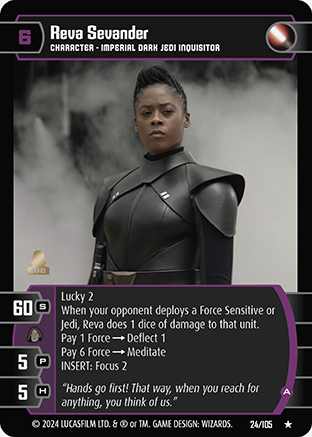 6
Reva Sevander
CHARACTER - IMPERIAL DARK JEDI INQUISITOR
60 S
5 P
5 H
Lucky 2
When your opponent deploys a Force Sensitive or
Jedi, Reva does 1 dice of damage to that unit.
Pay 1 Force → Deflect 1
Pay 6 Force → Meditate
INSERT: Focus 2
“Hands go first! That way, when you reach for
anything, you think of us.”
A
© 2024 LUCASFILM LTD. & ® or TM. GAME DESIGN: WIZARDS. 24/105 ★